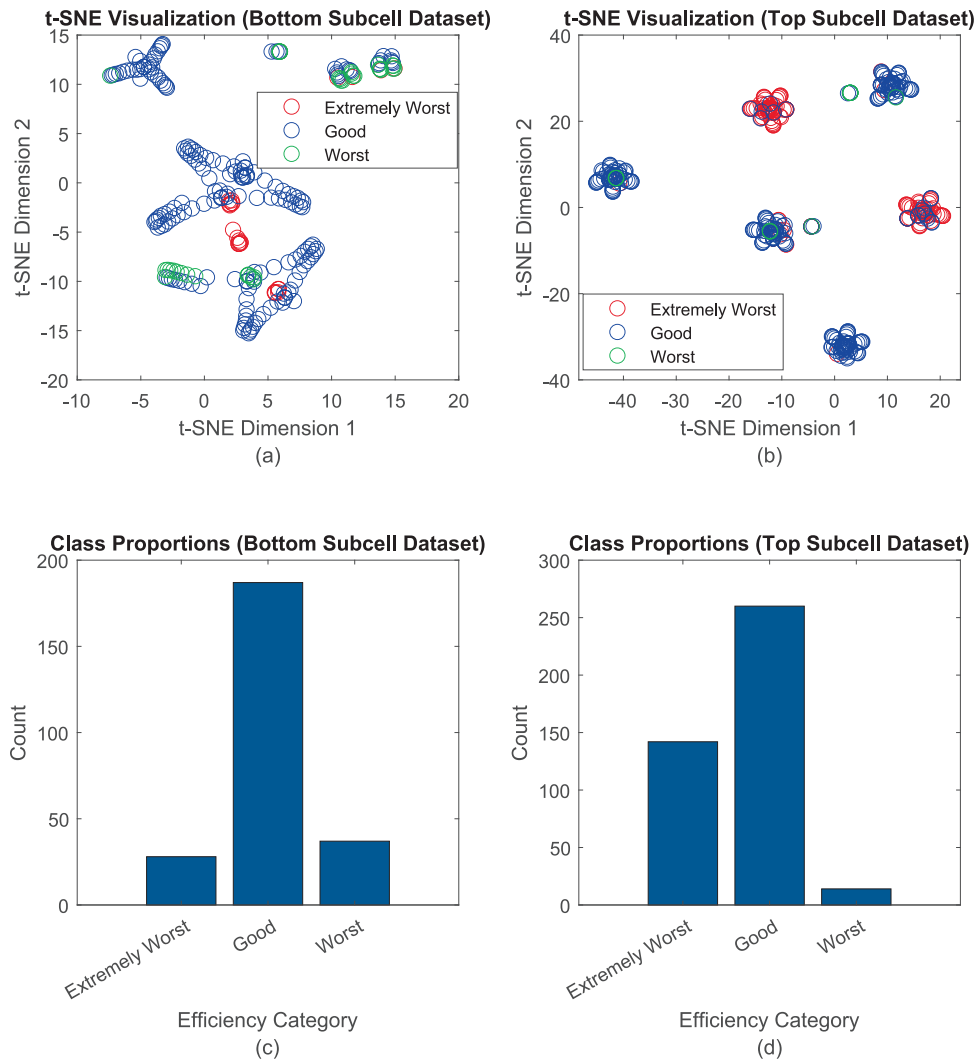 t-SNE Visualization (Bottom Subcell Dataset)
15
10
5
0
-5
-10
-15
-20
t-SNE Dimension 2
Extremely Worst
Good
Worst
-10
-5
0
5
10
15
20
t-SNE Dimension 1
(a)
t-SNE Visualization (Top Subcell Dataset)
40
20
0
-20
-40
t-SNE Dimension 2
Extremely Worst
Good
Worst
-40
-30
-20
-10
0
10
20
t-SNE Dimension 1
(b)
Class Proportions (Bottom Subcell Dataset)
200
150
100
50
0
Count
Extremely Worst
Good
Worst
Efficiency Category
(c)
Class Proportions (Top Subcell Dataset)
300
250
200
150
100
50
0
Count
Extremely Worst
Good
Worst
Efficiency Category
(d)